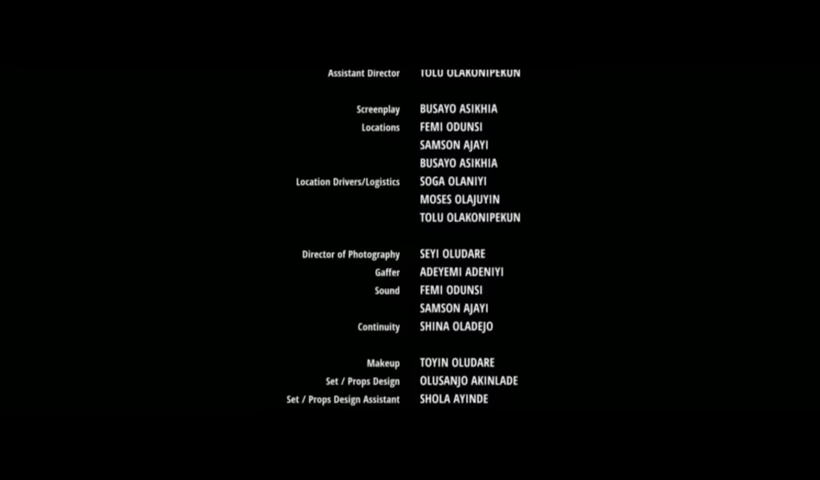 Assistant Director TOLU OLAKONIPEKUN
Screenplay BUSAYO ASIKHIA
Locations FEMI ODUNSI
SAMSON AJAYI
BUSAYO ASIKHIA
Location Drivers/Logistics SOGA OLANIYI
MOSES OLAJUYIN
TOLU OLAKONIPEKUN
Director of Photography SEYI OLUDARE
Gaffer ADEYEMI ADENIYI
Sound FEMI ODUNSI
SAMSON AJAYI
Continuity SHINA OLADEJO
Makeup TOYIN OLUDARE
Set / Props Design OLUSANJO AKINLADE
Set / Props Design Assistant SHOLA AYINDE